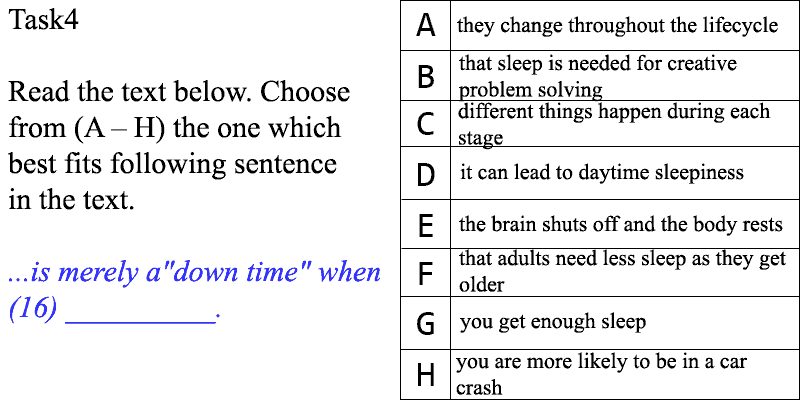 Task4
Read the text below. Choose
from (A – H) the one which
best fits following sentence
in the text.
...is merely a"down time" when
(16) __________.
A they change throughout the lifecycle
B that sleep is needed for creative
problem solving
C different things happen during each
stage
D it can lead to daytime sleepiness
E the brain shuts off and the body rests
F that adults need less sleep as they get
older
G you get enough sleep
H you are more likely to be in a car
crash